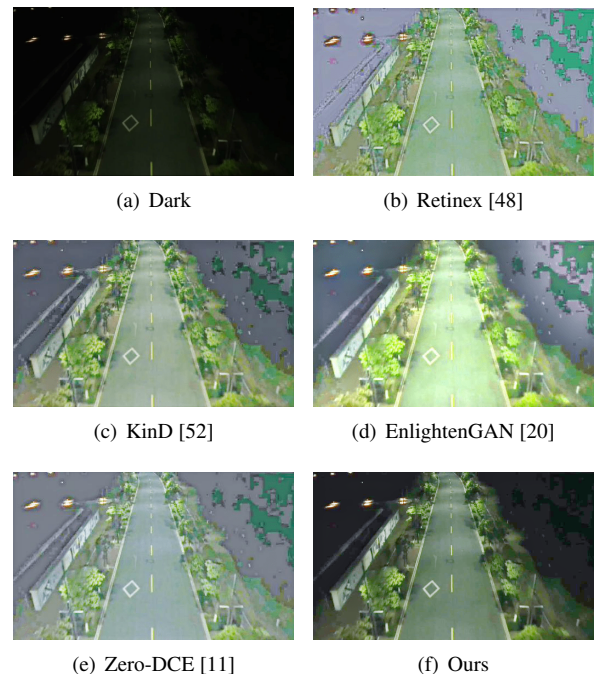 (a) Dark
(b) Retinex [48]
(c) KinD [52]
(d) EnlightenGAN [20]
(e) Zero-DCE [11]
(f) Ours